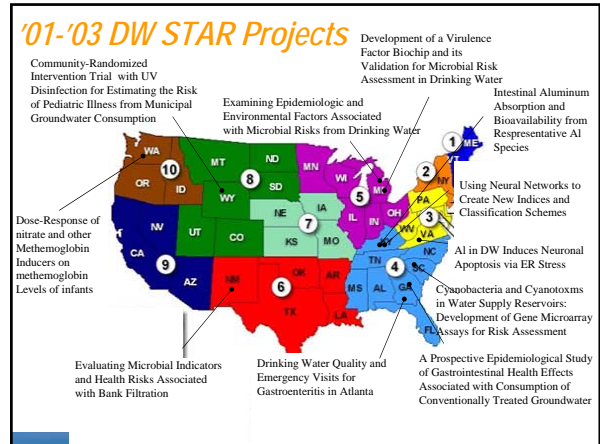 '01-'03 DW STAR Projects
Development of a Virulence
Factor Biochip and its
Validation for Microbial Risk
Assessment in Drinking Water
Community-Randomized
Intervention Trial with UV
Disinfection for Estimating the Risk
of Pediatric Illness from Municipal
Groundwater Consumption
Examining Epidemiologic and
Environmental Factors Associated
with Microbial Risks from Drinking Water
Intestinal Aluminum
Absorption and
Bioavailability from
Respresentative Al
Species
Using Neural Networks to
Create New Indices and
Classification Schemes
Al in DW Induces Neuronal
Apoptosis via ER Stress
Cyanobacteria and Cyanotoxms
in Water Supply Reservoirs:
Development of Gene Microarray
Assays for Risk Assessment
A Prospective Epidemiological Study
of Gastrointestinal Health Effects
Associated with Consumption of
Conventionally Treated Groundwater
Dose-Response of
nitrate and other
Methemoglobin
Inducers on
methemoglobin
Levels of infants
Evaluating Microbial Indicators
and Health Risks Associated
with Bank Filtration
Drinking Water Quality and
Emergency Visits for
Gastroenteritis in Atlanta
WA
10
OR
ID
MT
ND
8
SD
WY
UT
CO
MN
WI
5
IL
IN
OH
1
ME
VT
2
NY
PA
3
WV
VA
NE
IA
7
KS
MO
NV
CA
9
AZ
NM
OK
AR
6
TX
LA
TN
NC
4
SC
MS
AL
GA
FL